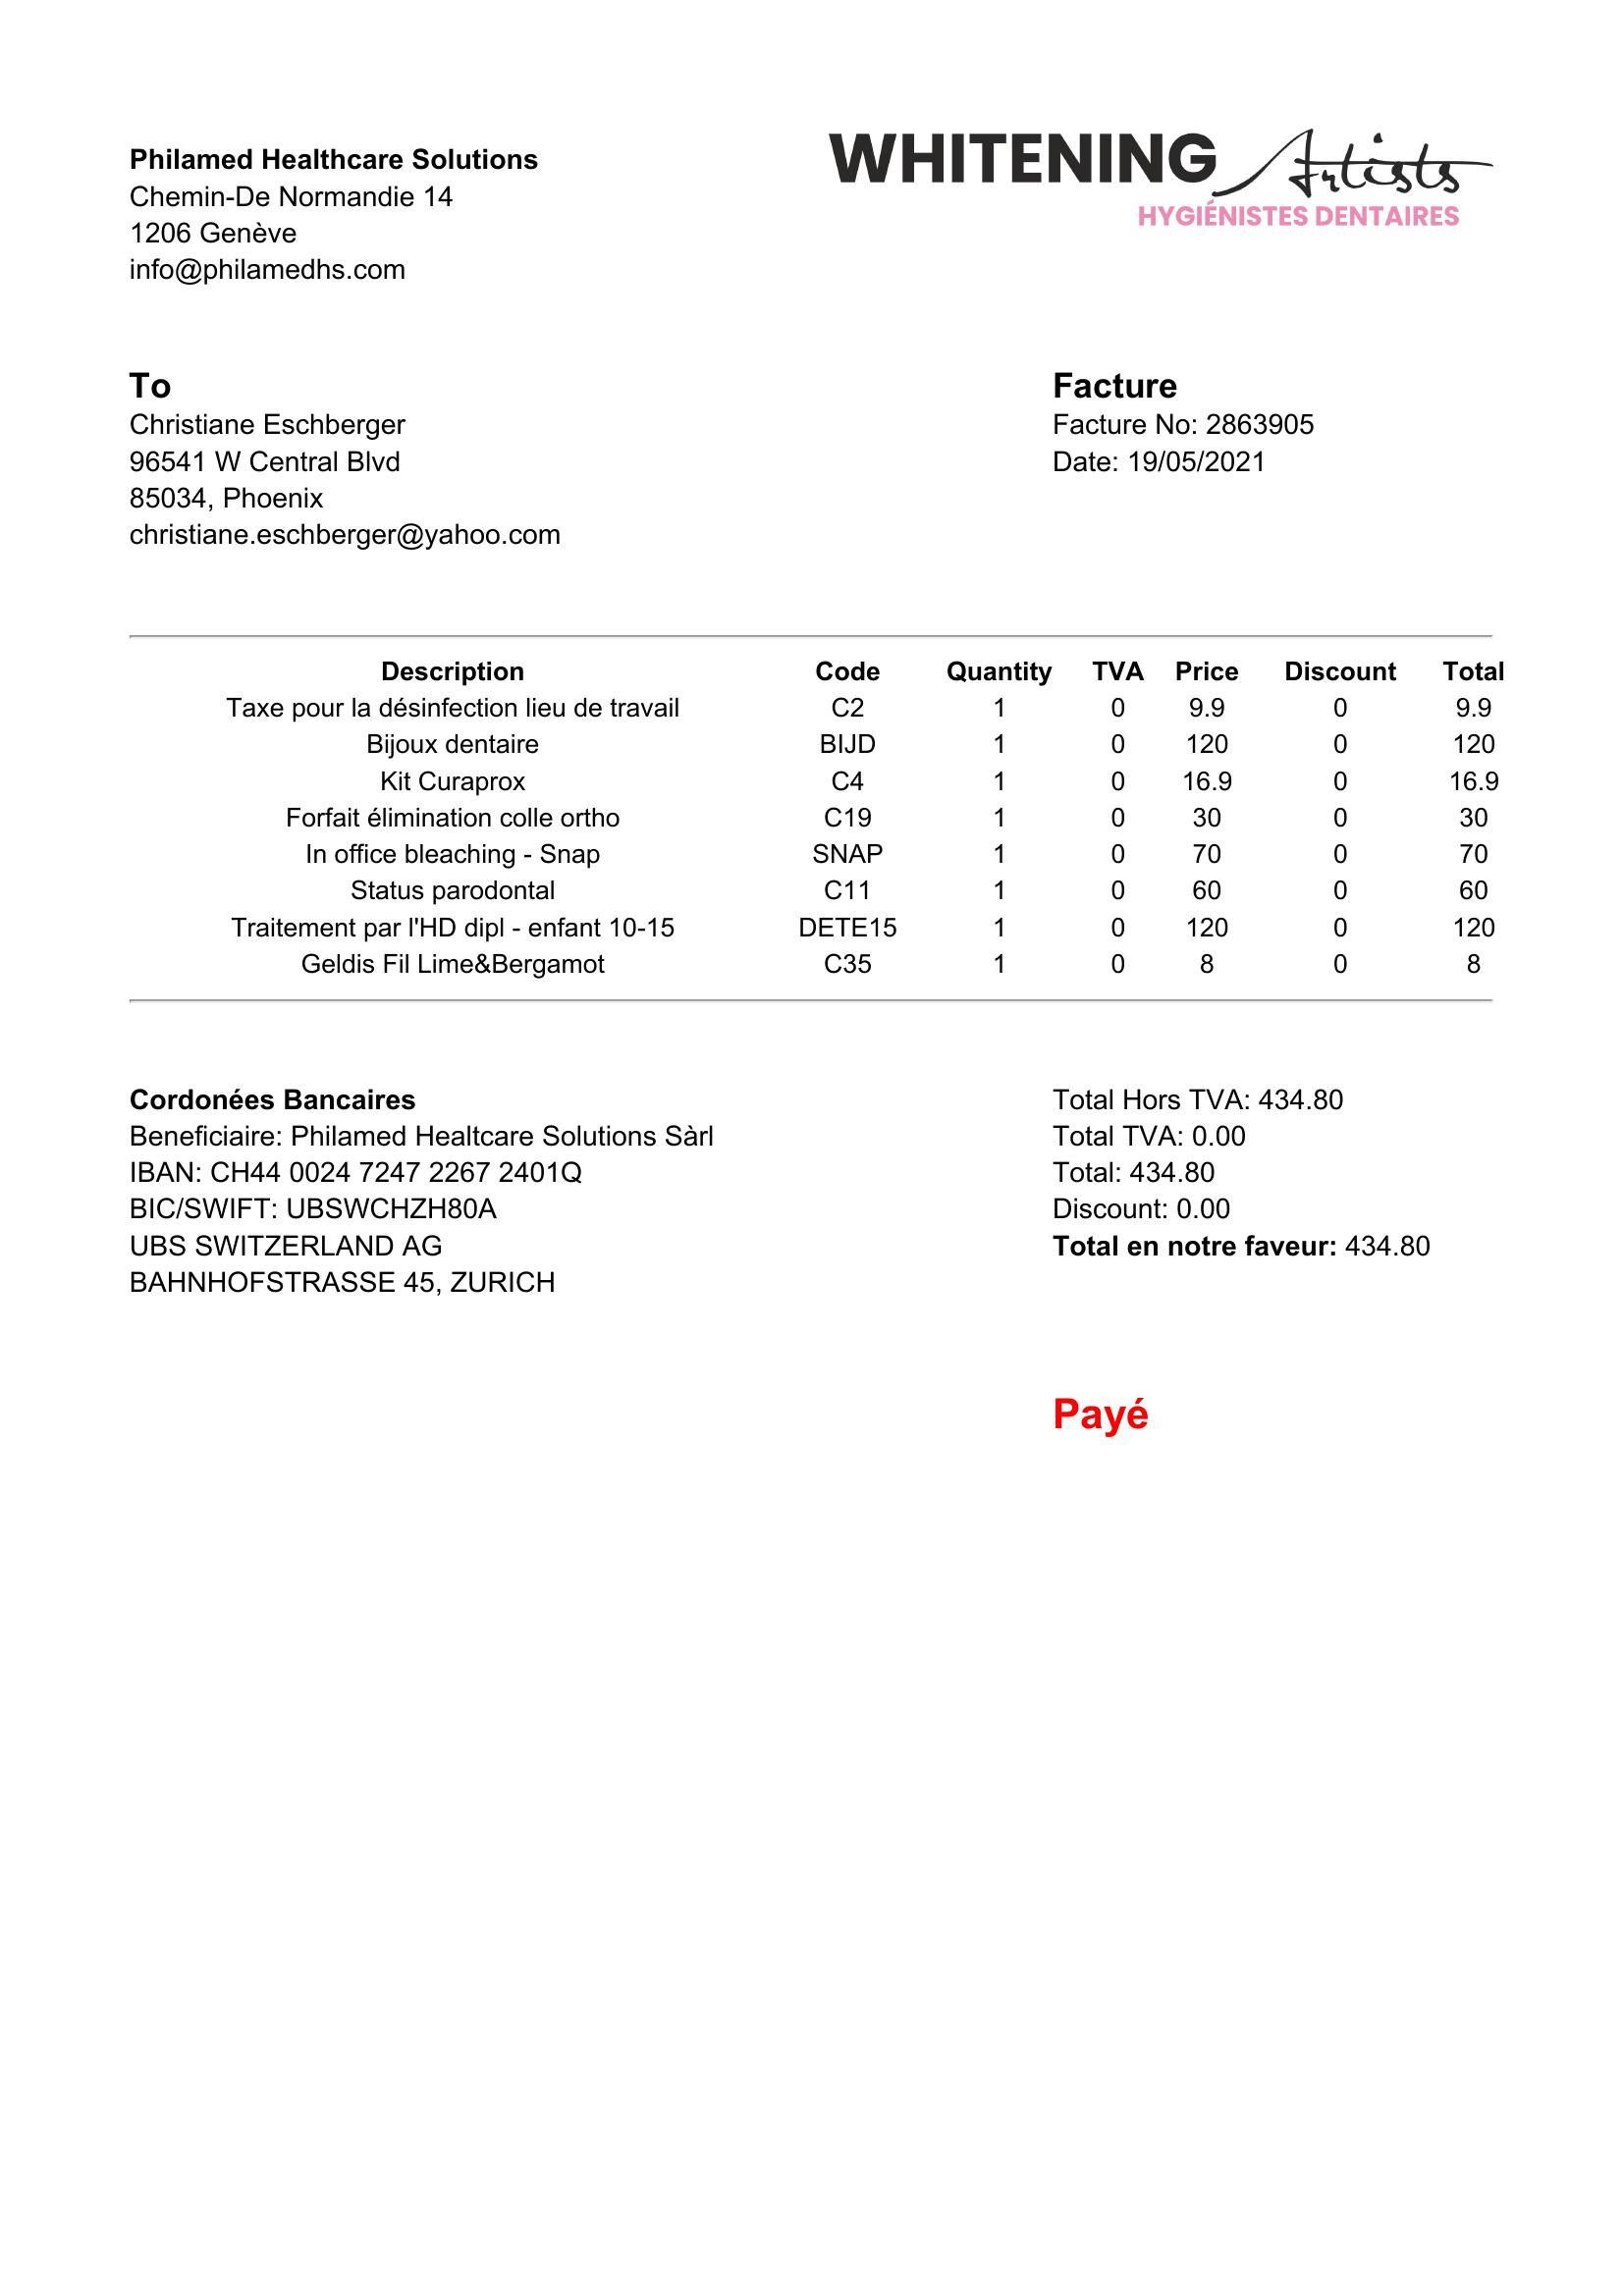 Philamed Healthcare Solutions
Chemin-De Normandie 14
1206 Genève
info@philamedhs.com
WHITENING Artists
HYGIÉNISTES DENTAIRES
To
Christiane Eschberger
96541 W Central Blvd
85034, Phoenix
christiane.eschberger@yahoo.com
Facture
Facture No: 2863905
Date: 19/05/2021
Description Code Quantity TVA Price Discount Total
Taxe pour la désinfection lieu de travail C2 1 0 9.9 0 9.9
Bijoux dentaire BIJD 1 0 120 0 120
Kit Curaprox C4 1 0 16.9 0 16.9
Forfait élimination colle ortho C19 1 0 30 0 30
In office bleaching - Snap SNAP 1 0 70 0 70
Status parodontal C11 1 0 60 0 60
Traitement par l'HD dipl - enfant 10-15 DETE15 1 0 120 0 120
Geldis Fil Lime&Bergamot C35 1 0 8 0 8
Cordonées Bancaires
Beneficiaire: Philamed Healtcare Solutions Sàrl
IBAN: CH44 0024 7247 2267 2401Q
BIC/SWIFT: UBSWCHZH80A
UBS SWITZERLAND AG
BAHNHOFSTRASSE 45, ZURICH
Total Hors TVA: 434.80
Total TVA: 0.00
Total: 434.80
Discount: 0.00
Total en notre faveur: 434.80
Payé